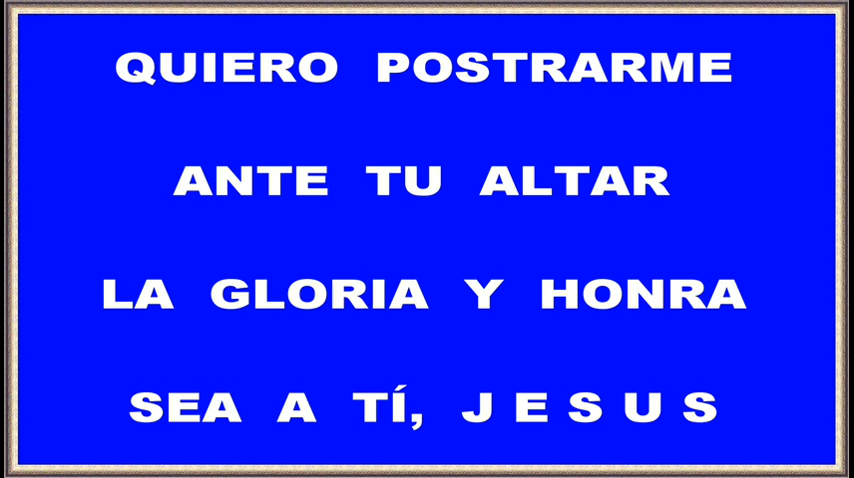 QUIERO POSTRARME
ANTE TU ALTAR
LA GLORIA Y HONRA
SEA A TÍ, J E S U S